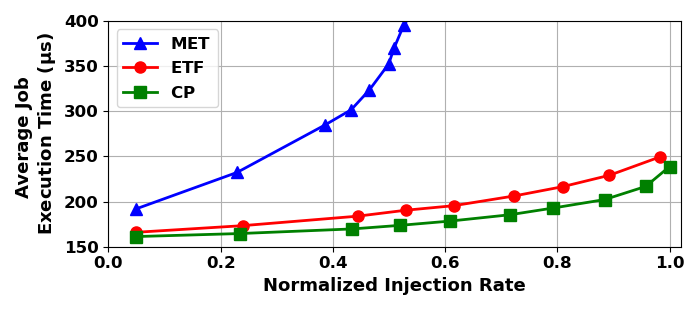 400
350
300
250
200
150
Average Job
Execution Time (μs)
MET
ETF
CP
0.0 0.2 0.4 0.6 0.8 1.0
Normalized Injection Rate